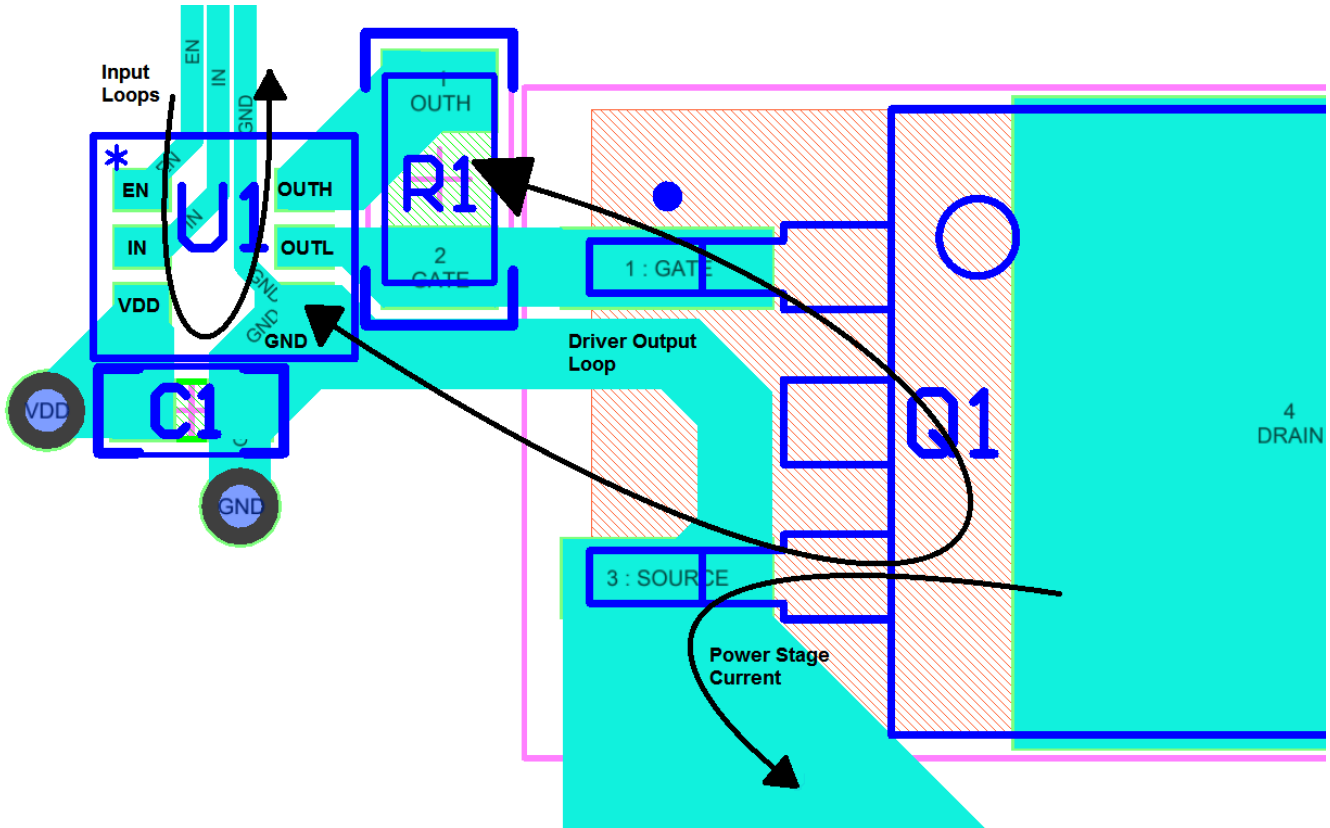 EN
IN
GND
Input
Loops
1
OUTH
*
EN
EN
U1
OUTH
R1
IN
IN
OUTL
2
GATE
1 : GATE
VDD
GND
GND
GND
Driver Output
Loop
VDD
C1
Q1
4
DRAIN
GND
3 : SOURCE
Power Stage
Current